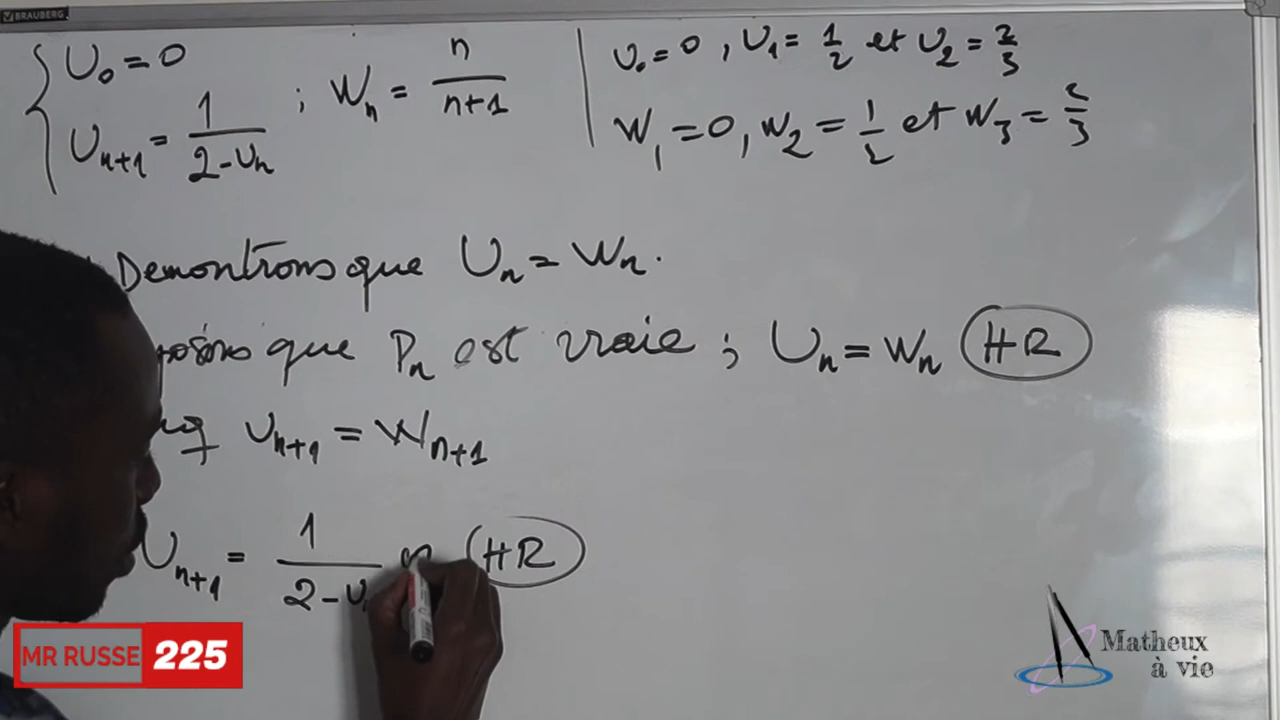 BRAUBERG
U₀ = 0
Uₙ₊₁ = 1/(2-Uₙ) ; Wₙ = n/(n+1)
U₀ = 0, U₁ = 1/2 et U₂ = 2/3
W₁ = 0, W₂ = 1/2 et W₃ = 2/3
Demontrons que Uₙ = Wₙ.
posons que Pₙ est vraie ; Uₙ = Wₙ HR
mq Uₙ₊₁ = Wₙ₊₁
Uₙ₊₁ = 1/(2-U HR
MR RUSSE 225
Matheux
à vie